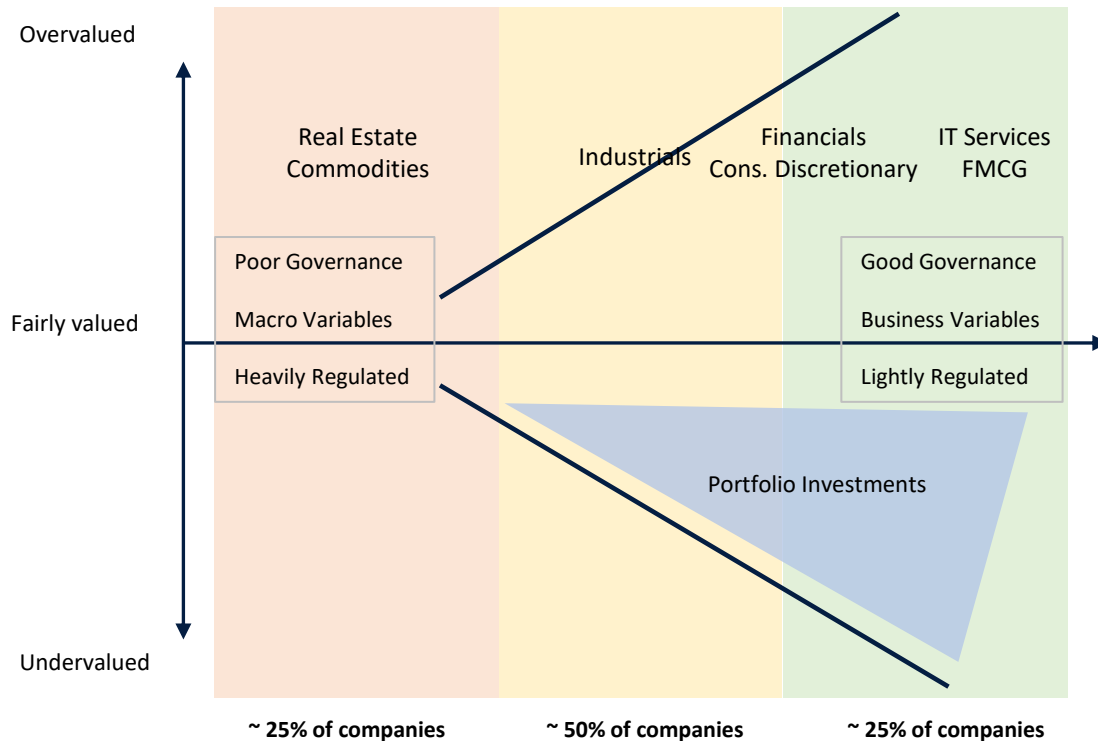 Overvalued
Real Estate
Commodities
Industrials
Financials
Cons. Discretionary
IT Services
FMCG
Poor Governance
Good Governance
Fairly valued
Macro Variables
Business Variables
Heavily Regulated
Lightly Regulated
Portfolio Investments
Undervalued
~ 25% of companies
~ 50% of companies
~ 25% of companies